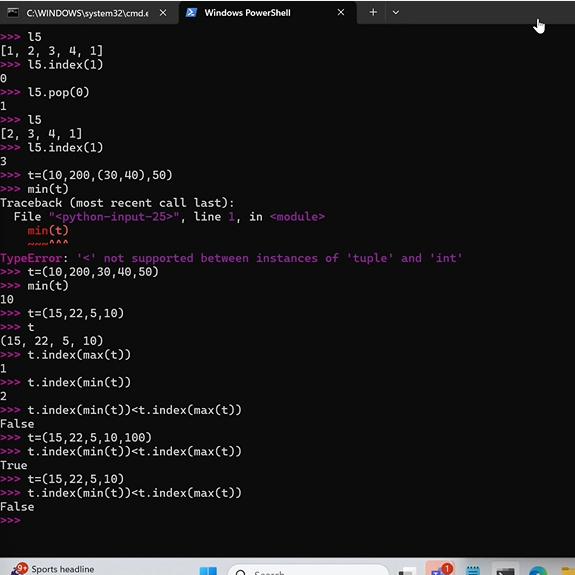 C:\WINDOWS\system32\cmd.e
Windows PowerShell
>>> l5
[1, 2, 3, 4, 1]
>>> l5.index(1)
0
>>> l5.pop(0)
1
>>> l5
[2, 3, 4, 1]
>>> l5.index(1)
3
>>> t=(10,200,(30,40),50)
>>> min(t)
Traceback (most recent call last):
  File "<python-input-25>", line 1, in <module>
    min(t)
    ~~~^^^
TypeError: '<' not supported between instances of 'tuple' and 'int'
>>> t=(10,200,30,40,50)
>>> min(t)
10
>>> t=(15,22,5,10)
>>> t
(15, 22, 5, 10)
>>> t.index(max(t))
1
>>> t.index(min(t))
2
>>> t.index(min(t))<t.index(max(t))
False
>>> t=(15,22,5,10,100)
>>> t.index(min(t))<t.index(max(t))
True
>>> t=(15,22,5,10)
>>> t.index(min(t))<t.index(max(t))
False
>>>
9+
Sports headline
Search
1